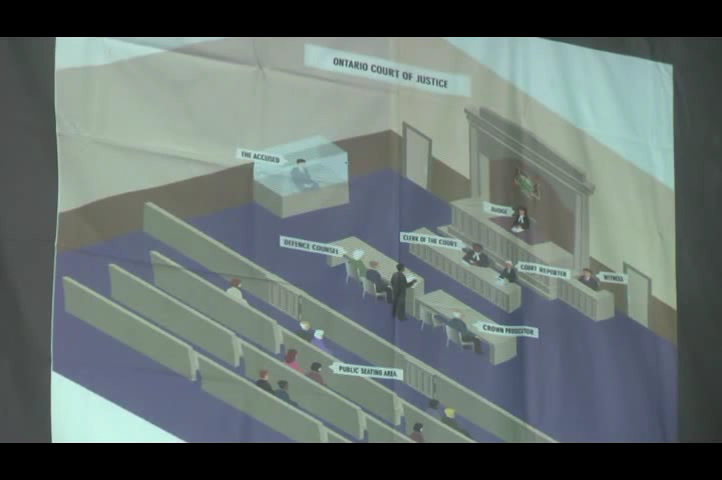 ONTARIO COURT OF JUSTICE
THE ACCUSED
JUDGE
DEFENCE COUNSEL
CLERK OF THE COURT
COURT REPORTER
WITNESS
CROWN PROSECUTOR
PUBLIC SEATING AREA